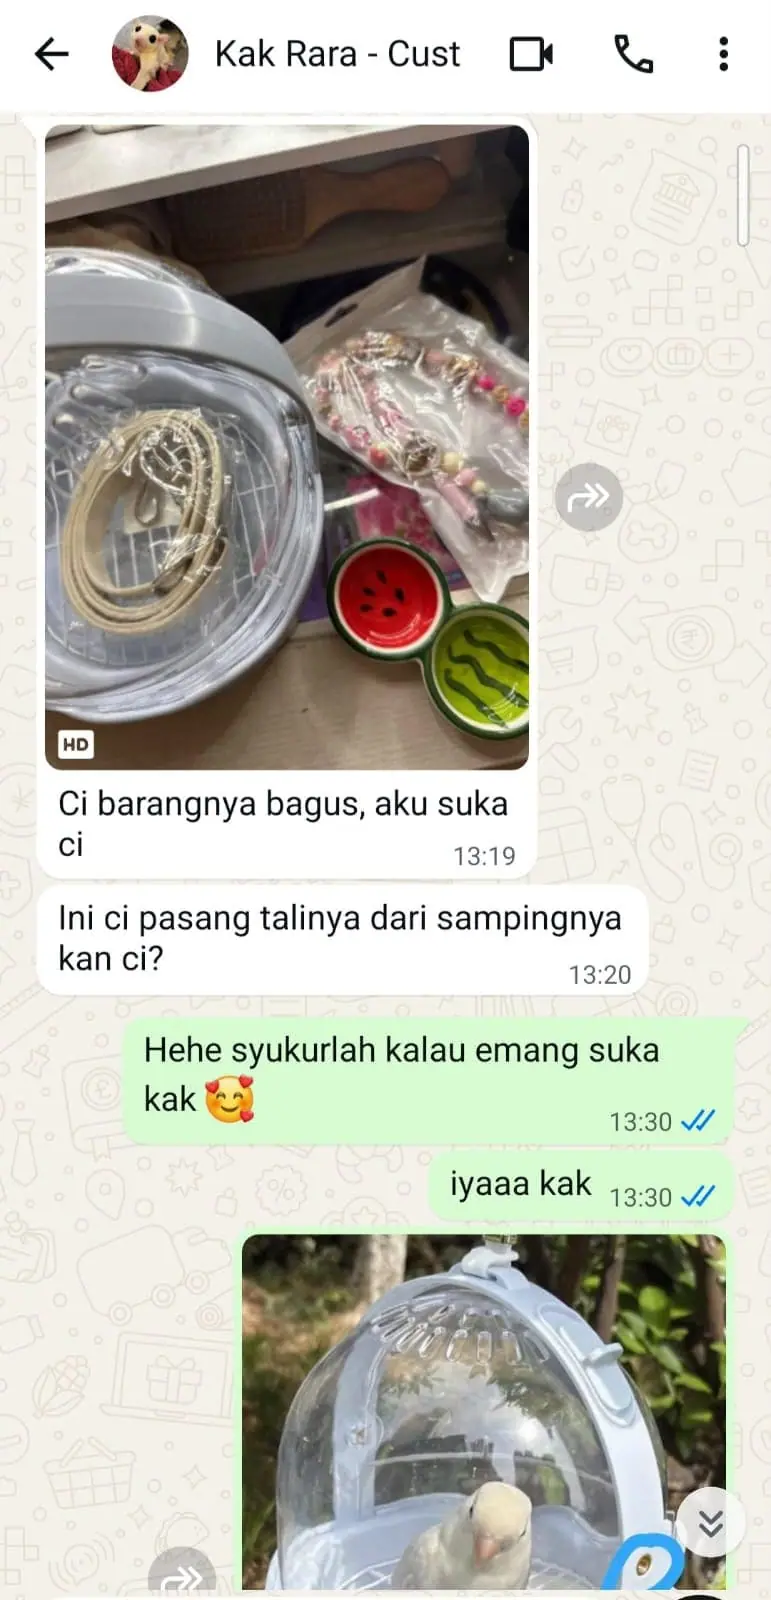 Kak Rara - Cust
HD
Ci barangnya bagus, aku suka
ci
13:19
Ini ci pasang talinya dari sampingnya
kan ci?
13:20
Hehe syukurlah kalau emang suka
kak 🥰
13:30
iyaaa kak
13:30